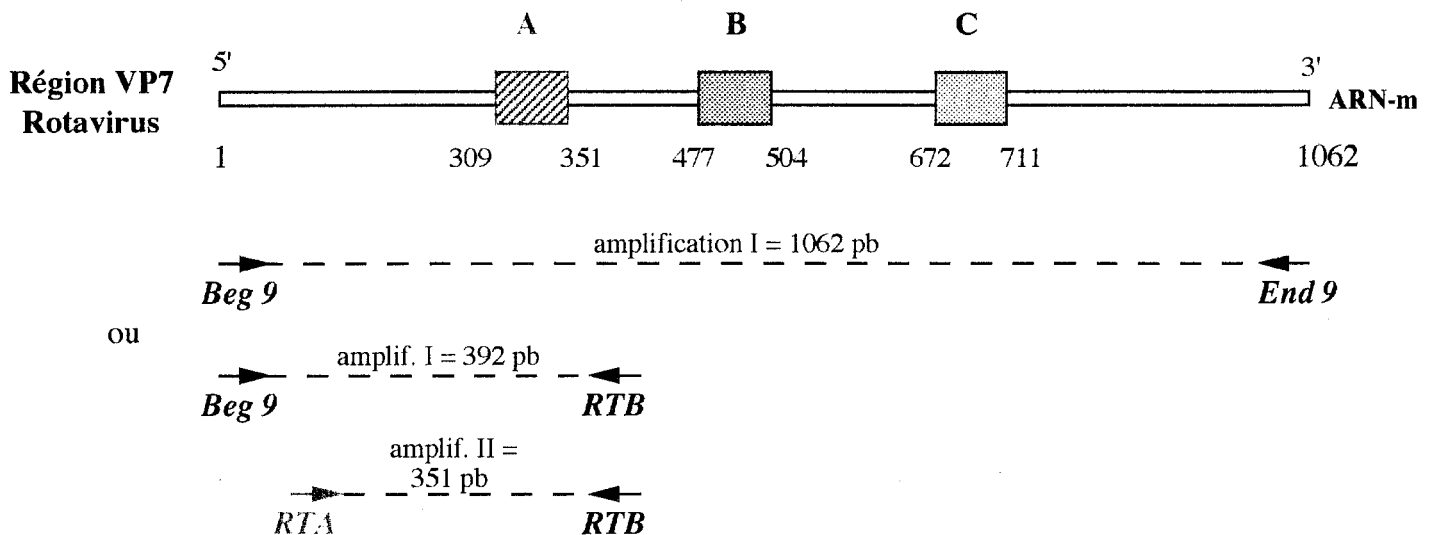 A B C
5' 3'
Région VP7
Rotavirus
ARN-m
1 309 351 477 504 672 711 1062
amplification I = 1062 pb
Beg 9 End 9
ou
amplif. I = 392 pb
Beg 9 RTB
amplif. II =
351 pb
RTA RTB